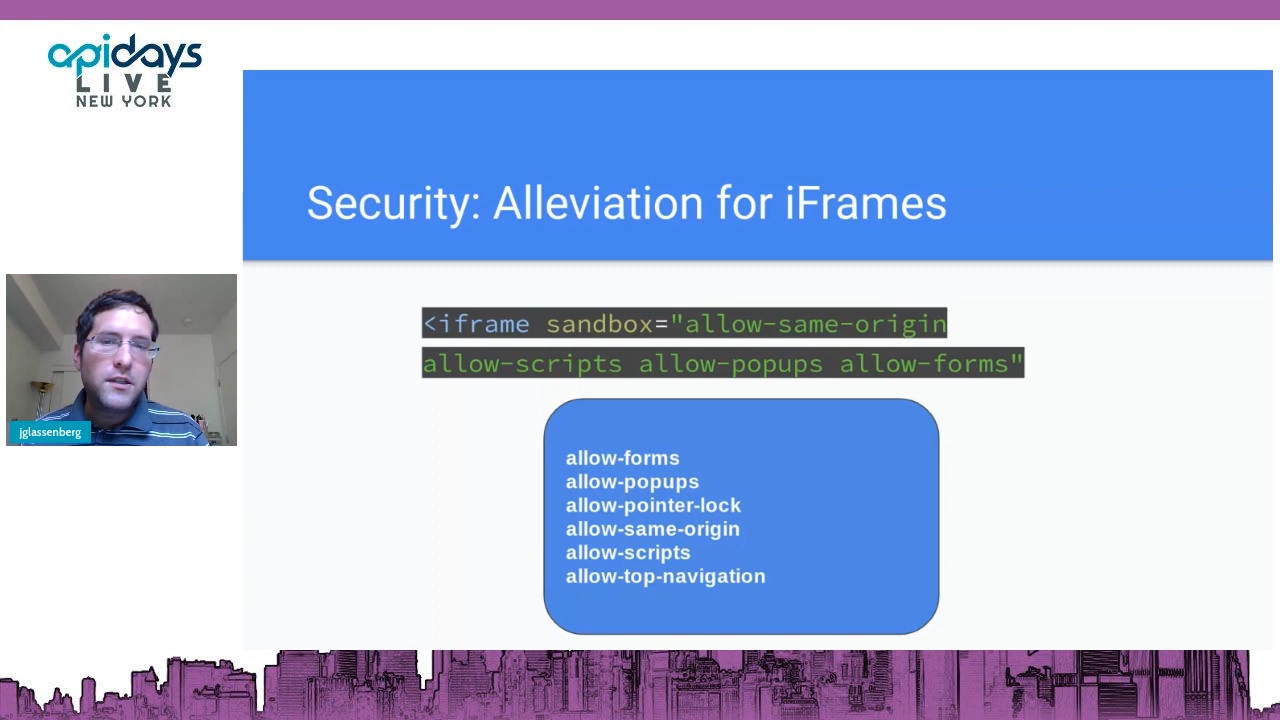 apidays
LIVE
NEW YORK
Security: Alleviation for iFrames
<iframe sandbox="allow-same-origin
allow-scripts allow-popups allow-forms"
jglassenberg
allow-forms
allow-popups
allow-pointer-lock
allow-same-origin
allow-scripts
allow-top-navigation